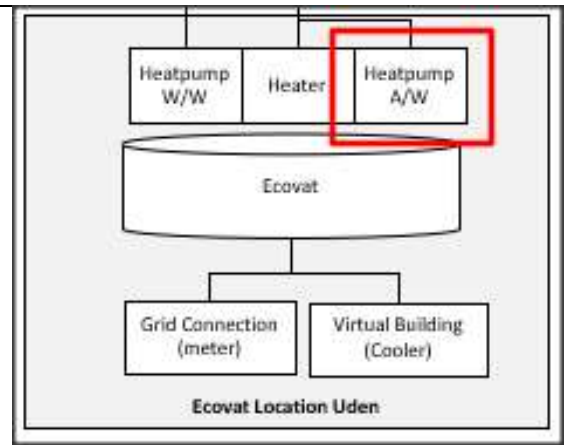 Heatpump
W/W
Heater
Heatpump
A/W
Ecovat
Grid Connection
(meter)
Virtual Building
(Cooler)
Ecovat Location Uden